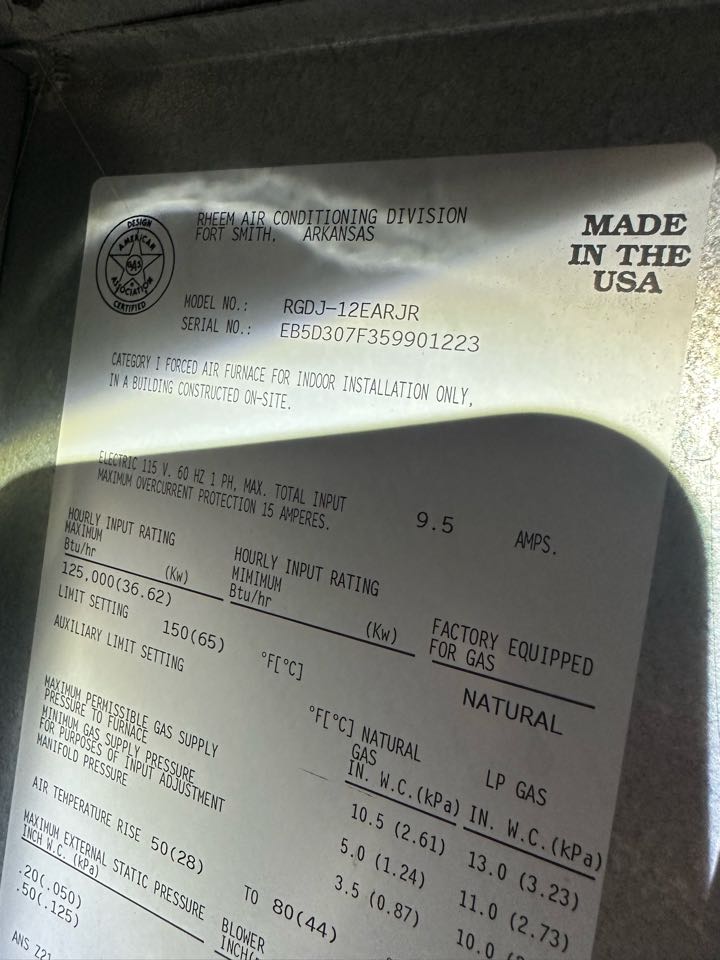 DESIGN
AMERICAN
GAS
ASSOCIATION
CERTIFIED
RHEEM AIR CONDITIONING DIVISION
FORT SMITH, ARKANSAS
MADE
IN THE
USA
MODEL NO.: RGDJ-12EARJR
SERIAL NO.: EB5D307F359901223
CATEGORY I FORCED AIR FURNACE FOR INDOOR INSTALLATION ONLY,
IN A BUILDING CONSTRUCTED ON-SITE.
ELECTRIC 115 V. 60 HZ 1 PH, MAX. TOTAL INPUT 9.5 AMPS.
MAXIMUM OVERCURRENT PROTECTION 15 AMPERES.
HOURLY INPUT RATING
MAXIMUM
Btu/hr (Kw)
125,000(36.62)
HOURLY INPUT RATING
MIMIMUM
Btu/hr (Kw)
FACTORY EQUIPPED
FOR GAS
NATURAL
LIMIT SETTING 150(65) °F[°C]
AUXILIARY LIMIT SETTING °F[°C]
NATURAL
GAS
IN. W.C.(kPa)
LP GAS
IN. W.C.(kPa)
MAXIMUM PERMISSIBLE GAS SUPPLY
PRESSURE TO FURNACE 10.5 (2.61) 13.0 (3.23)
MINIMUM GAS SUPPLY PRESSURE
FOR PURPOSES OF INPUT ADJUSTMENT 5.0 (1.24) 11.0 (2.73)
MANIFOLD PRESSURE 3.5 (0.87) 10.0
AIR TEMPERATURE RISE 50(28) TO 80(44)
MAXIMUM EXTERNAL STATIC PRESSURE
INCH W.C. (kPa)
BLOWER
INCH
.20(.050)
.50(.125)
ANS Z21